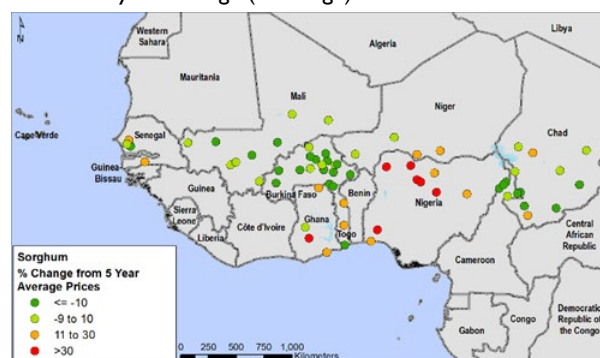 N
Western
Sahara
Algeria
Libya
Mauritania
Mali
Niger
Cape Verde
Senegal
Chad
Guinea-
Bissau
Guinea
Burkina Faso
Benin
Nigeria
Sierra
Leone
Ghana
Côte d'Ivoire
Togo
Liberia
Central
African
Republic
Cameroon
Sorghum
% Change from 5 Year
Average Prices
<= -10
-9 to 10
11 to 30
>30
Gabon
Congo
Democratic
Republic of
the Congo
0 250 500 750 1,000
Kilometers